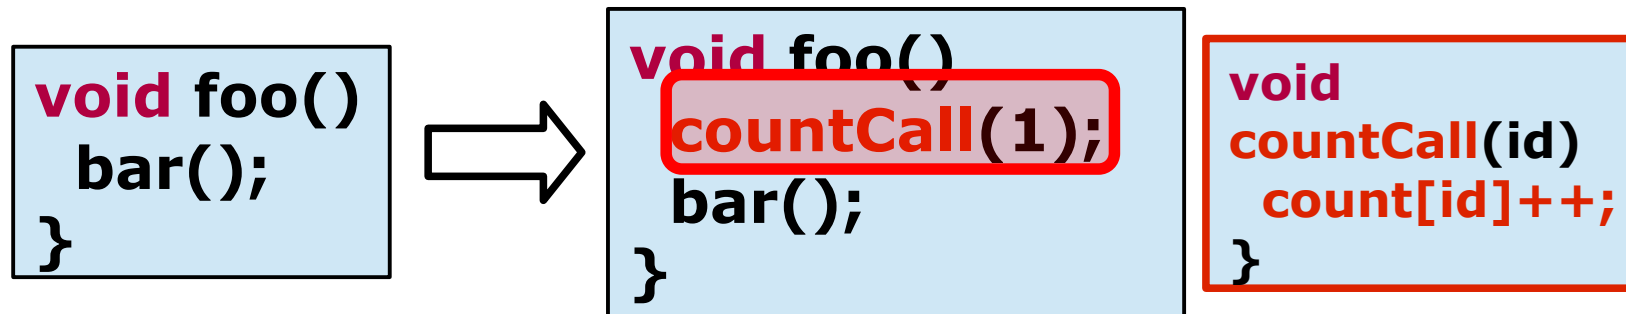 void foo()
bar();
}
void foo()
countCall(1);
bar();
}
void
countCall(id)
count[id]++;
}